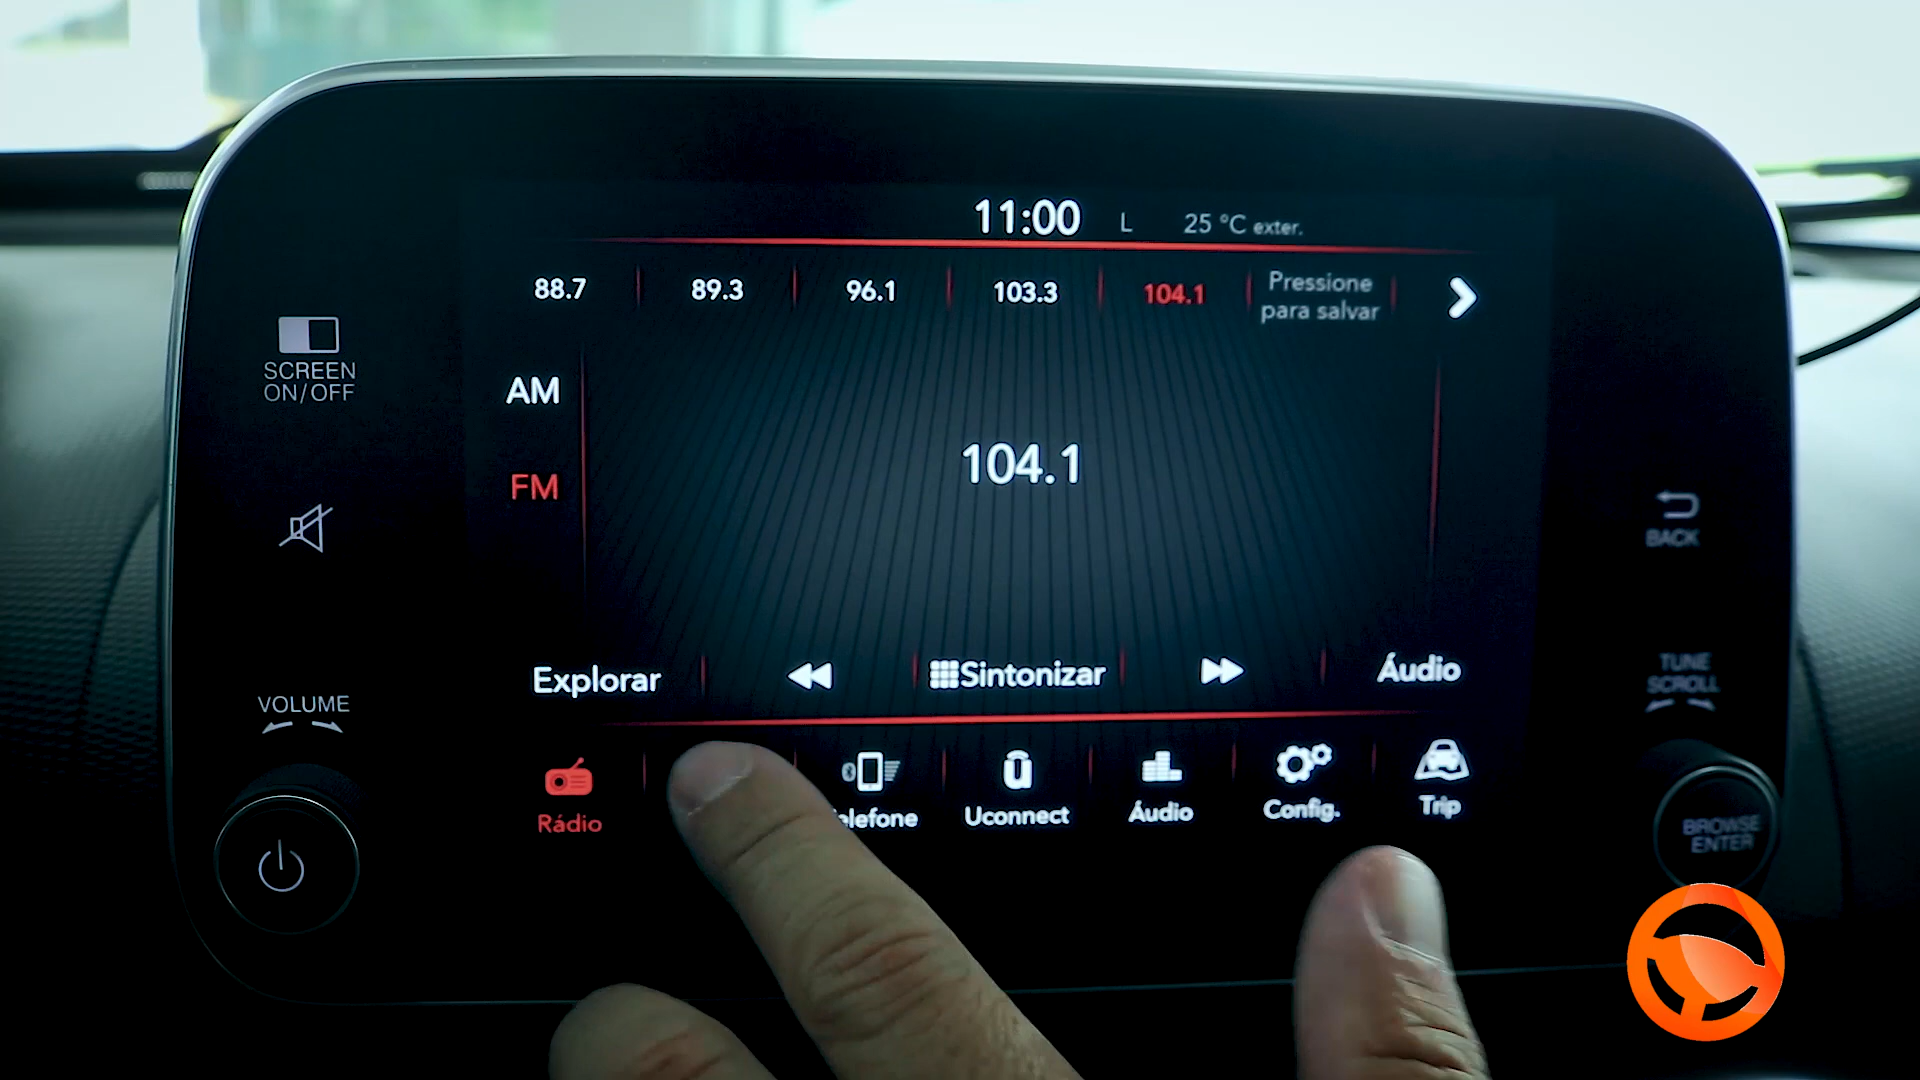 11:00 L 25 °C exter.
88.7 89.3 96.1 103.3 104.1 Pressione
para salvar
SCREEN
ON/OFF
AM
104.1
FM
BACK
Explorar Sintonizar Áudio
TUNE
SCROLL
VOLUME
Rádio elefone Uconnect Áudio Config. Trip
BROWSE
ENTER